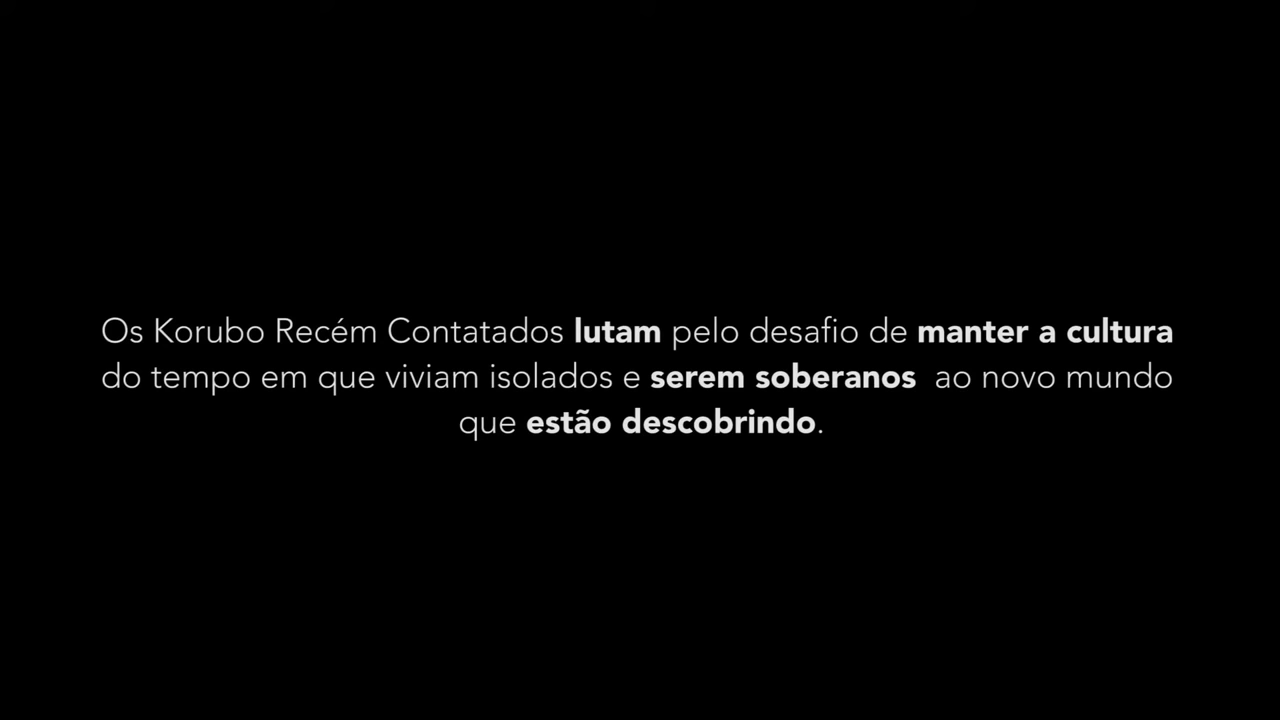 Os Korubo Recém Contatados lutam pelo desafio de manter a cultura
do tempo em que viviam isolados e serem soberanos ao novo mundo
que estão descobrindo.